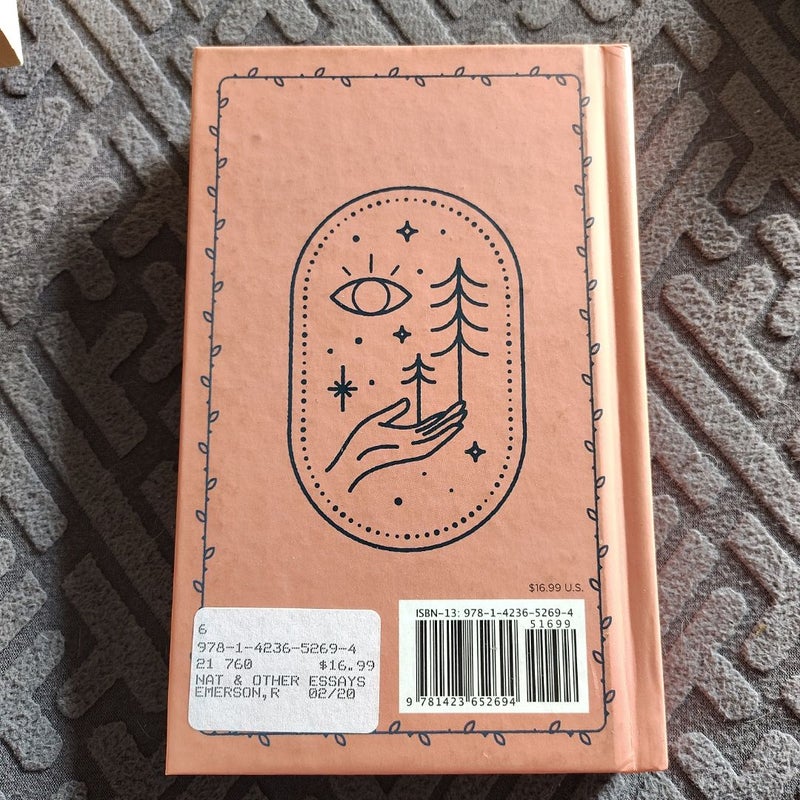 $16.99 U.S.
ISBN-13: 978-1-4236-5269-4
51699
9 781423 652694
6
978-1-4236-5269-4
21 760 $16.99
NAT & OTHER ESSAYS
EMERSON,R 02/20